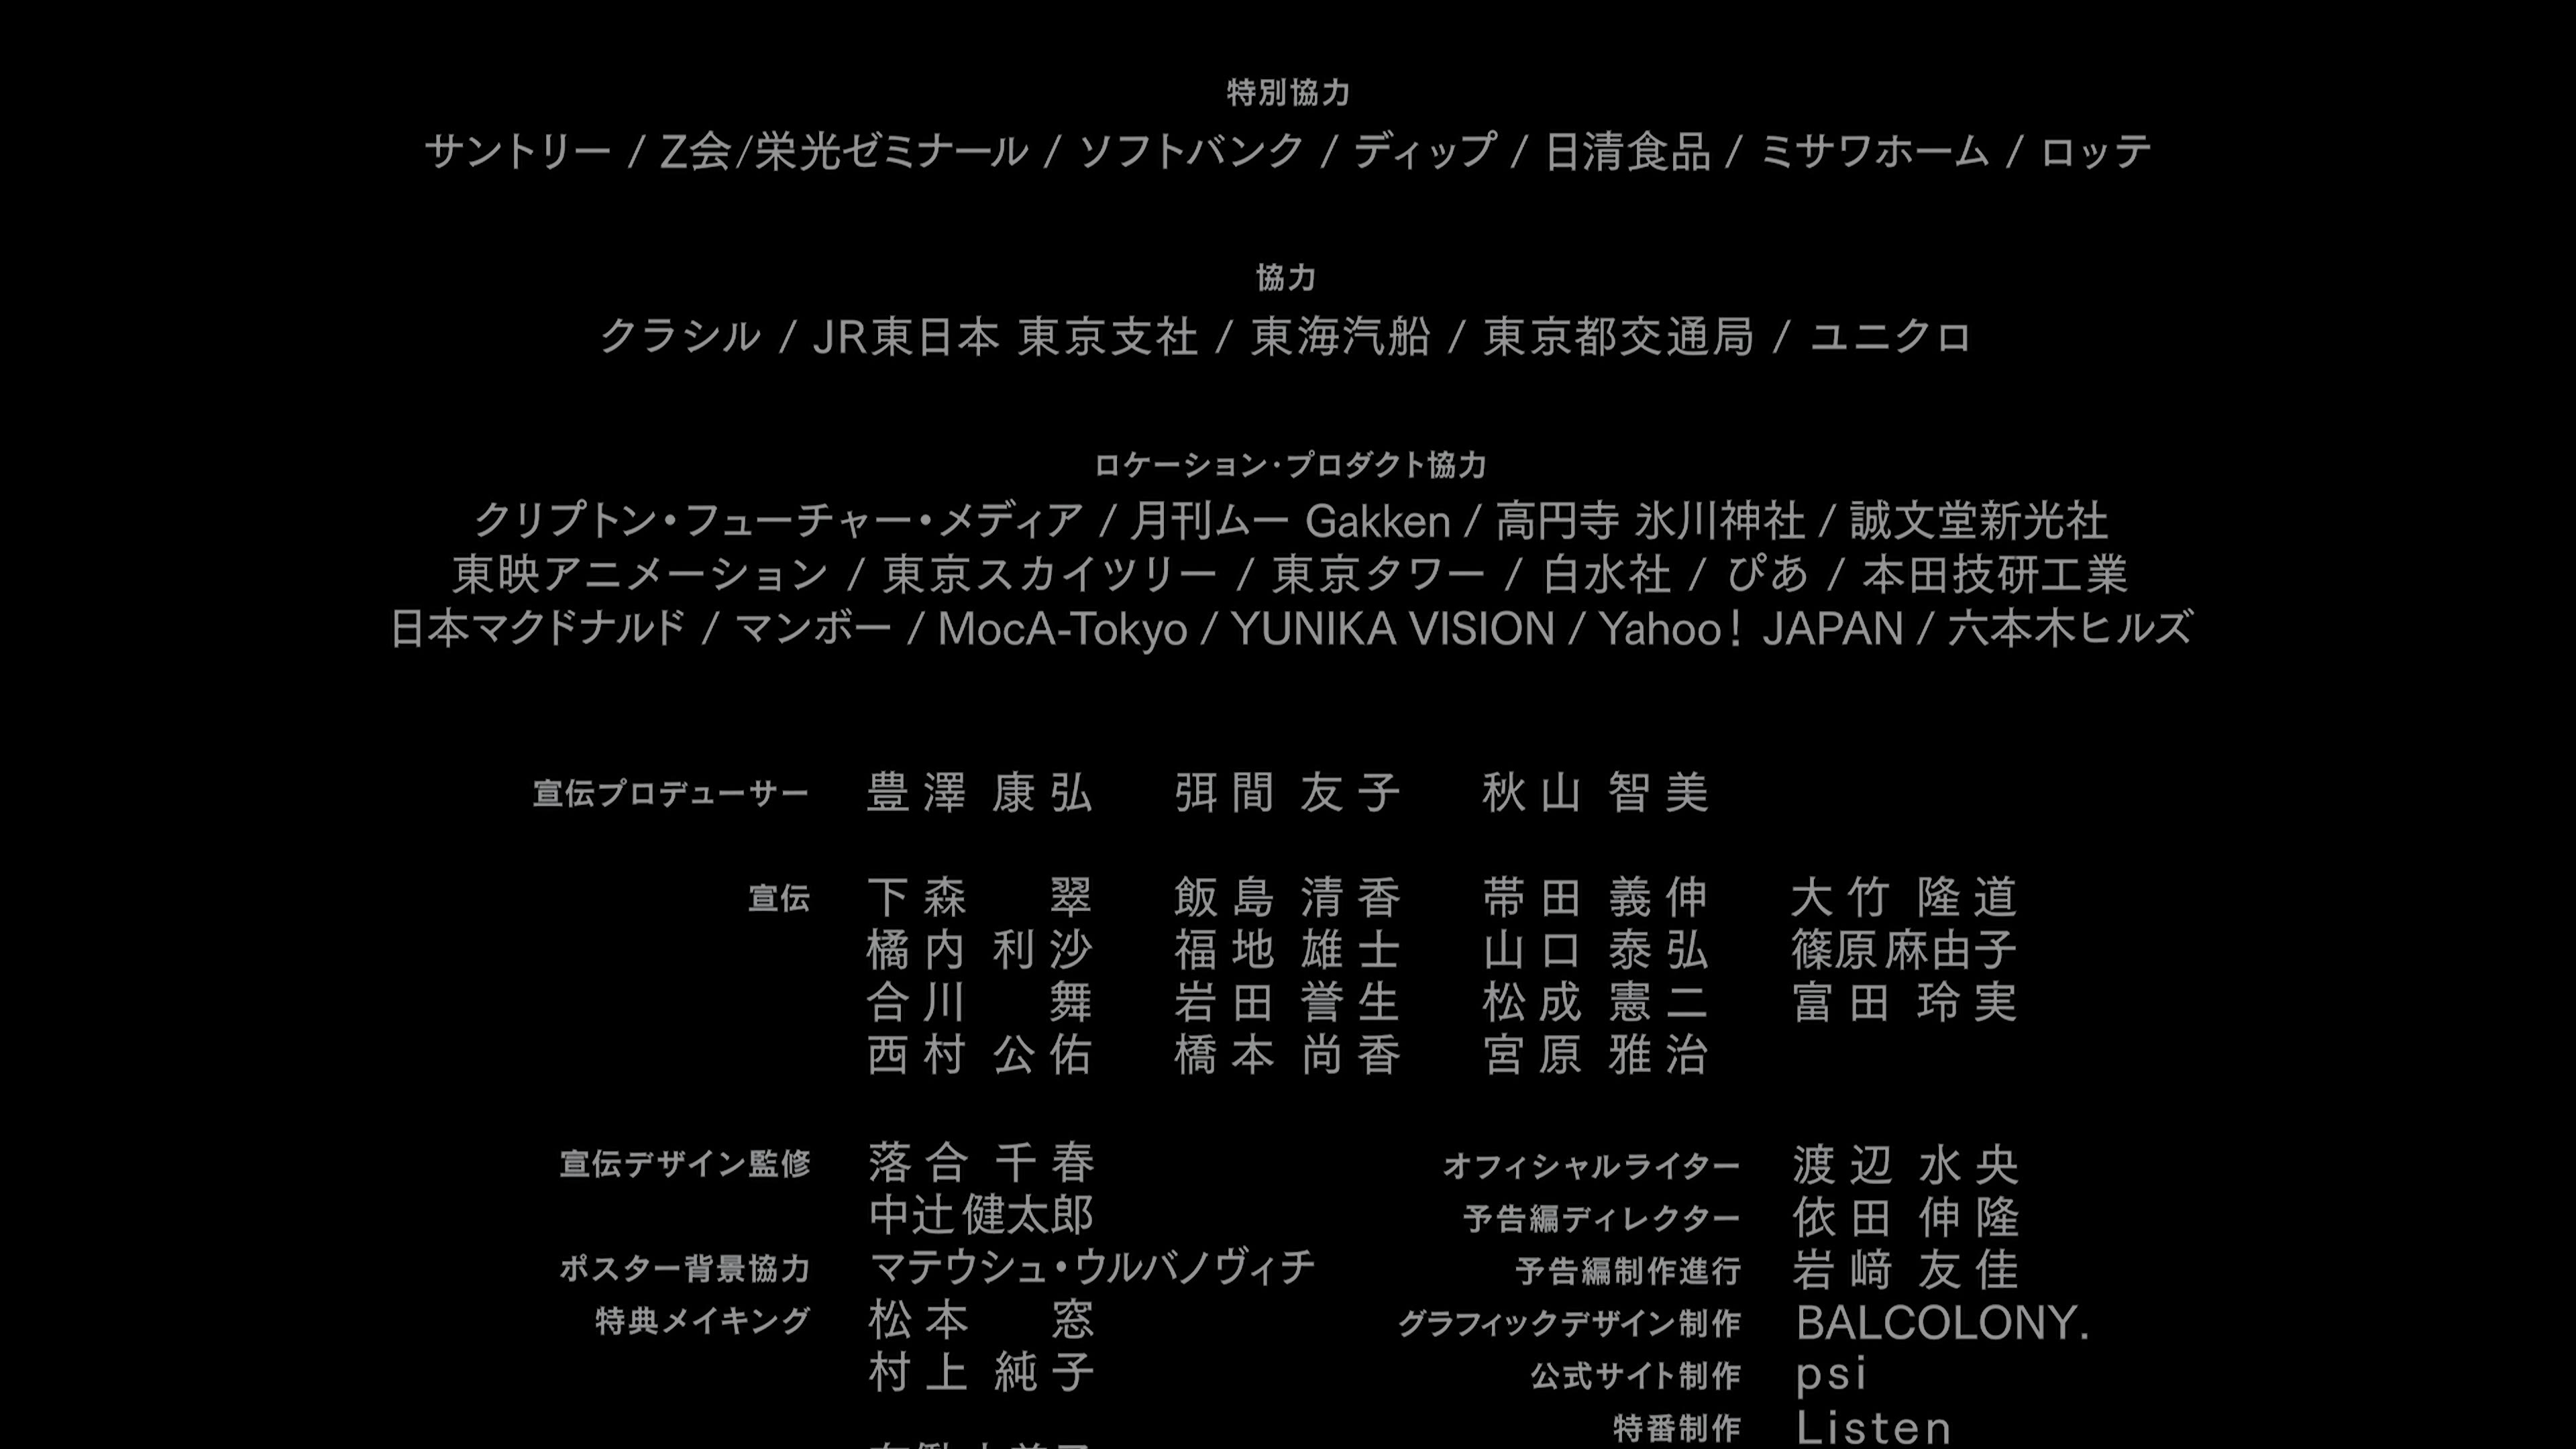 特別協力
サントリー / Z会/栄光ゼミナール / ソフトバンク / ディップ / 日清食品 / ミサワホーム / ロッテ
協力
クラシル / JR東日本 東京支社 / 東海汽船 / 東京都交通局 / ユニクロ
ロケーション・プロダクト協力
クリプトン・フューチャー・メディア / 月刊ムー Gakken / 高円寺 氷川神社 / 誠文堂新光社
東映アニメーション / 東京スカイツリー / 東京タワー / 白水社 / ぴあ / 本田技研工業
日本マクドナルド / マンボー / MocA-Tokyo / YUNIKA VISION / Yahoo! JAPAN / 六本木ヒルズ
宣伝プロデューサー 豊澤 康弘 弭間 友子 秋山 智美
宣伝 下森 翠 飯島 清香 帯田 義伸 大竹 隆道
橘内 利沙 福地 雄士 山口 泰弘 篠原麻由子
合川 舞 岩田 誉生 松成 憲二 富田 玲実
西村 公佑 橋本 尚香 宮原 雅治
宣伝デザイン監修 落合 千春 オフィシャルライター 渡辺 水央
中辻健太郎 予告編ディレクター 依田 伸隆
ポスター背景協力 マテウシュ・ウルバノヴィチ 予告編制作進行 岩﨑 友佳
特典メイキング 松本 窓 グラフィックデザイン制作 BALCOLONY.
村上 純子 公式サイト制作 psi
特番制作 Listen